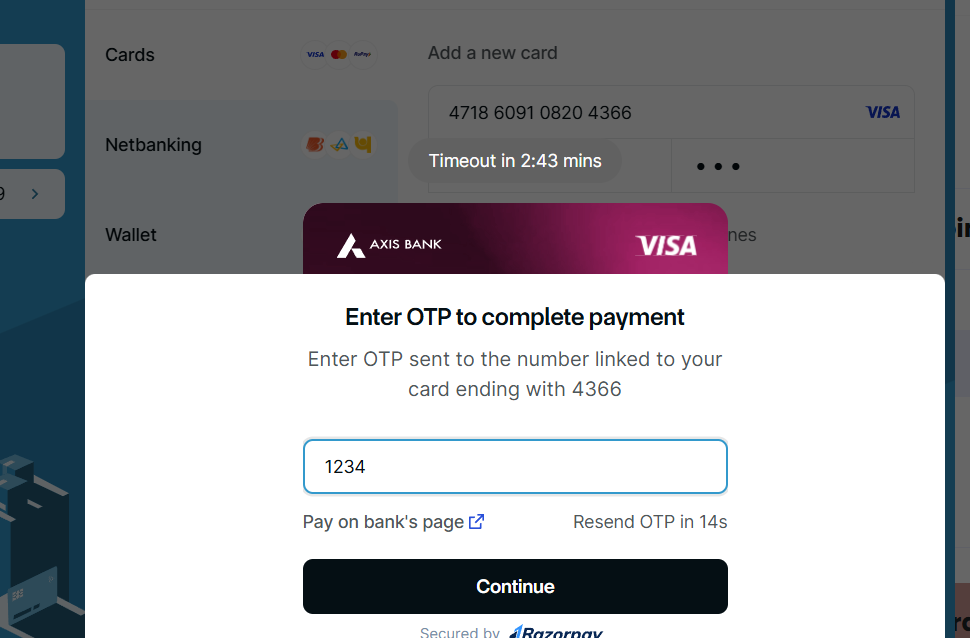 Cards
VISA
RuPay
Add a new card
4718 6091 0820 4366
VISA
Netbanking
Timeout in 2:43 mins
9
Wallet
AXIS BANK
VISA
nes
Enter OTP to complete payment
Enter OTP sent to the number linked to your
card ending with 4366
1234
Pay on bank's page
Resend OTP in 14s
Continue
Secured by Razorpay